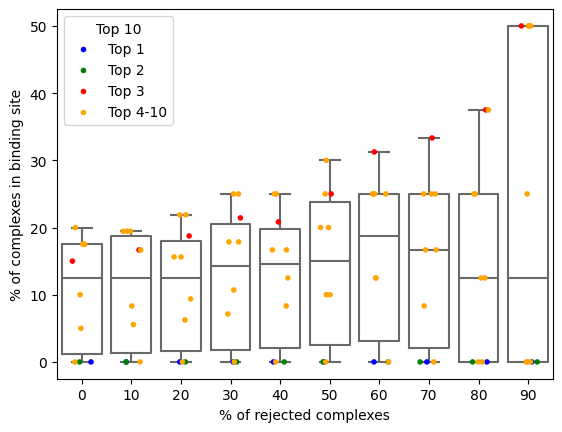 Top 10
Top 1
Top 2
Top 3
Top 4-10
% of complexes in binding site
50
40
30
20
10
0
0 10 20 30 40 50 60 70 80 90
% of rejected complexes